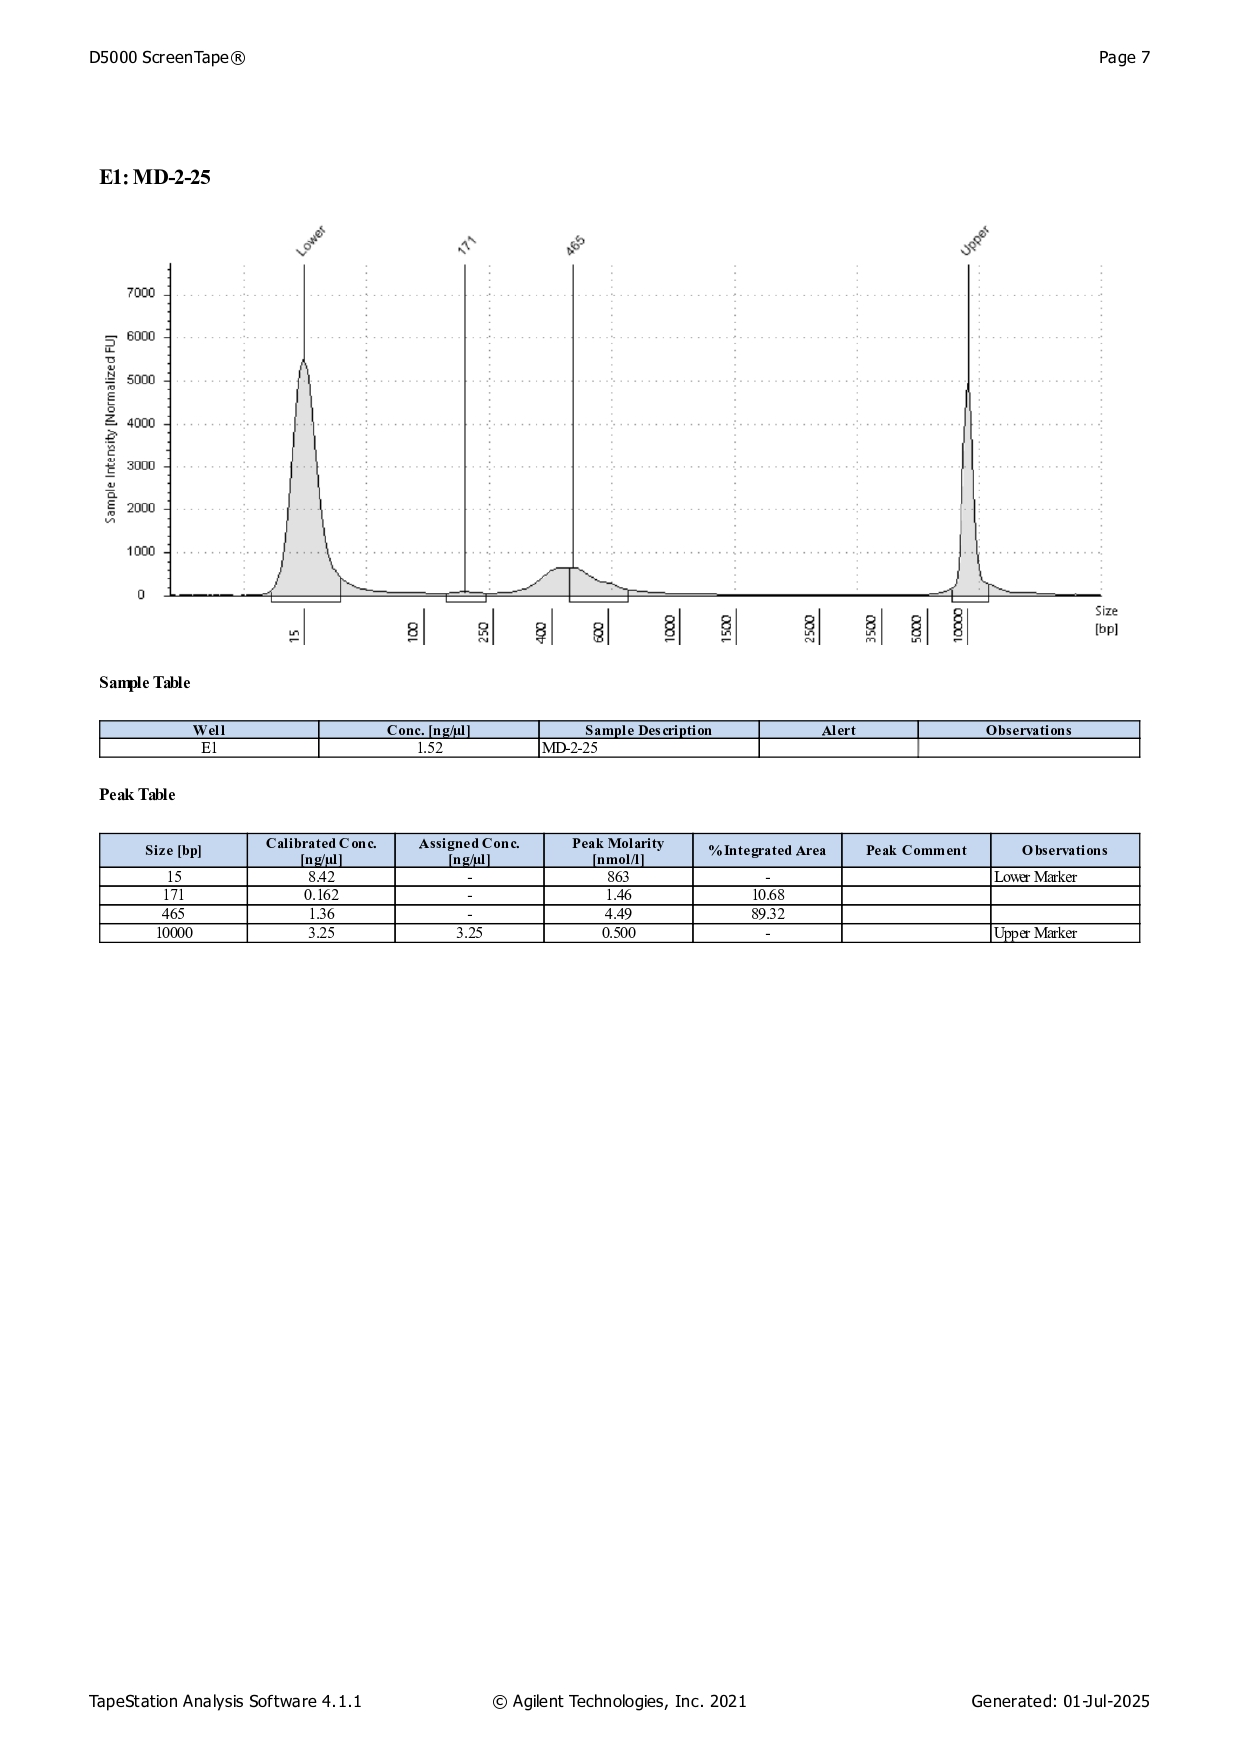 D5000 ScreenTape® Page 7
E1: MD-2-25
Lower 171 465 Upper
Sample Intensity [Normalized FU]
7000
6000
5000
4000
3000
2000
1000
0
15 100 250 400 600 1000 1500 2500 3500 5000 10000
Size
[bp]
Sample Table
Well Conc. [ng/µl] Sample Description Alert Observations
E1 1.52 MD-2-25
Peak Table
Size [bp] Calibrated Conc. [ng/µl] Assigned Conc. [ng/µl] Peak Molarity [nmol/l] % Integrated Area Peak Comment Observations
15 8.42 - 863 - Lower Marker
171 0.162 - 1.46 10.68
465 1.36 - 4.49 89.32
10000 3.25 3.25 0.500 - Upper Marker
TapeStation Analysis Software 4.1.1 © Agilent Technologies, Inc. 2021 Generated: 01-Jul-2025